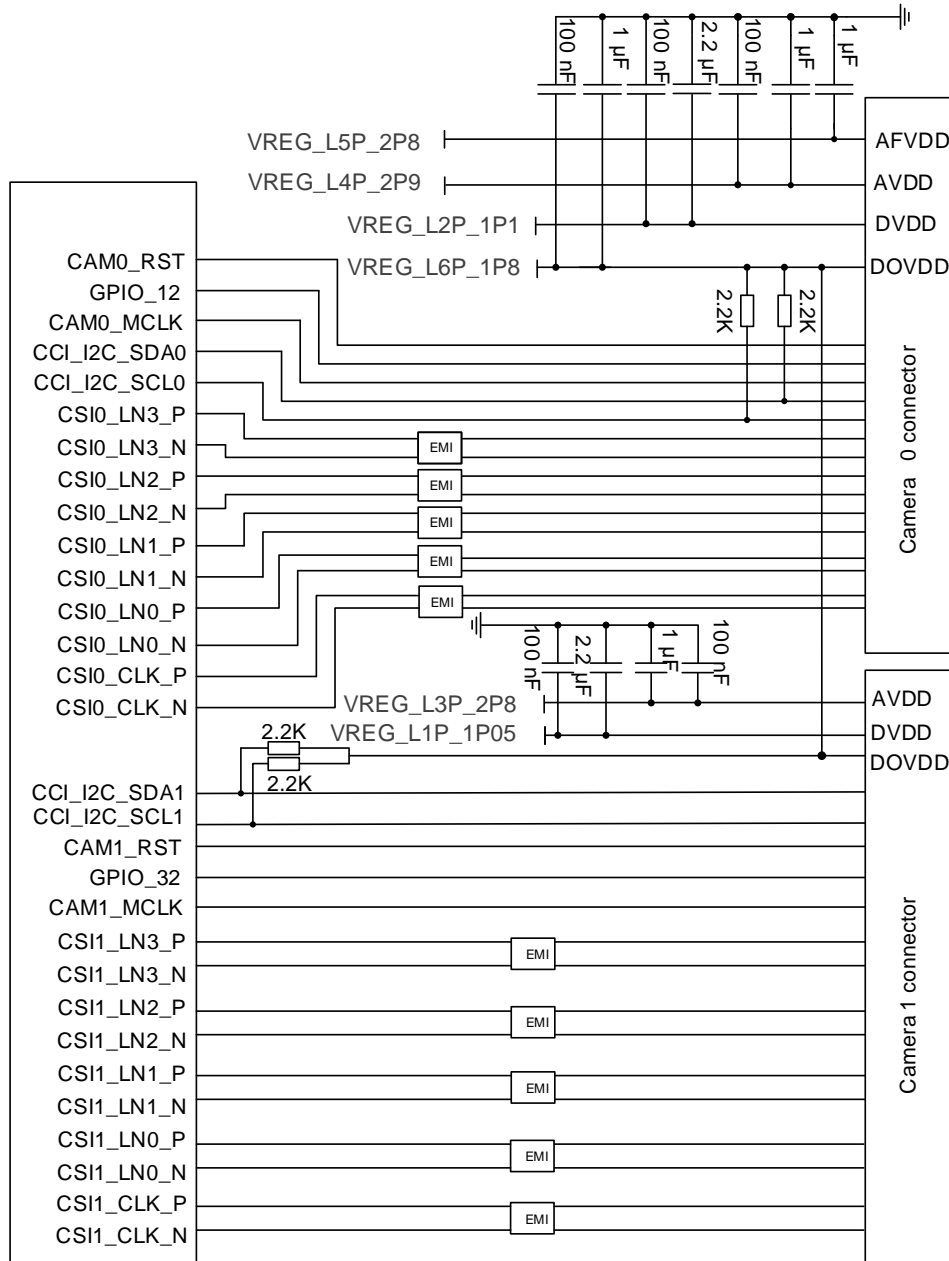 100 nF
1 µF
100 nF
2.2 µF
100 nF
1 µF
1 µF
VREG_L5P_2P8
AFVDD
VREG_L4P_2P9
AVDD
VREG_L2P_1P1
DVDD
VREG_L6P_1P8
DOVDD
2.2K
2.2K
Camera 0 connector
CAM0_RST
GPIO_12
CAM0_MCLK
CCI_I2C_SDA0
CCI_I2C_SCL0
CSI0_LN3_P
CSI0_LN3_N
CSI0_LN2_P
CSI0_LN2_N
CSI0_LN1_P
CSI0_LN1_N
CSI0_LN0_P
CSI0_LN0_N
CSI0_CLK_P
CSI0_CLK_N
EMI
EMI
EMI
EMI
EMI
100 nF
2.2 µF
1 µF
100 nF
VREG_L3P_2P8
AVDD
VREG_L1P_1P05
DVDD
DOVDD
2.2K
2.2K
CCI_I2C_SDA1
CCI_I2C_SCL1
CAM1_RST
GPIO_32
CAM1_MCLK
CSI1_LN3_P
CSI1_LN3_N
CSI1_LN2_P
CSI1_LN2_N
CSI1_LN1_P
CSI1_LN1_N
CSI1_LN0_P
CSI1_LN0_N
CSI1_CLK_P
CSI1_CLK_N
EMI
EMI
EMI
EMI
EMI
Camera 1 connector